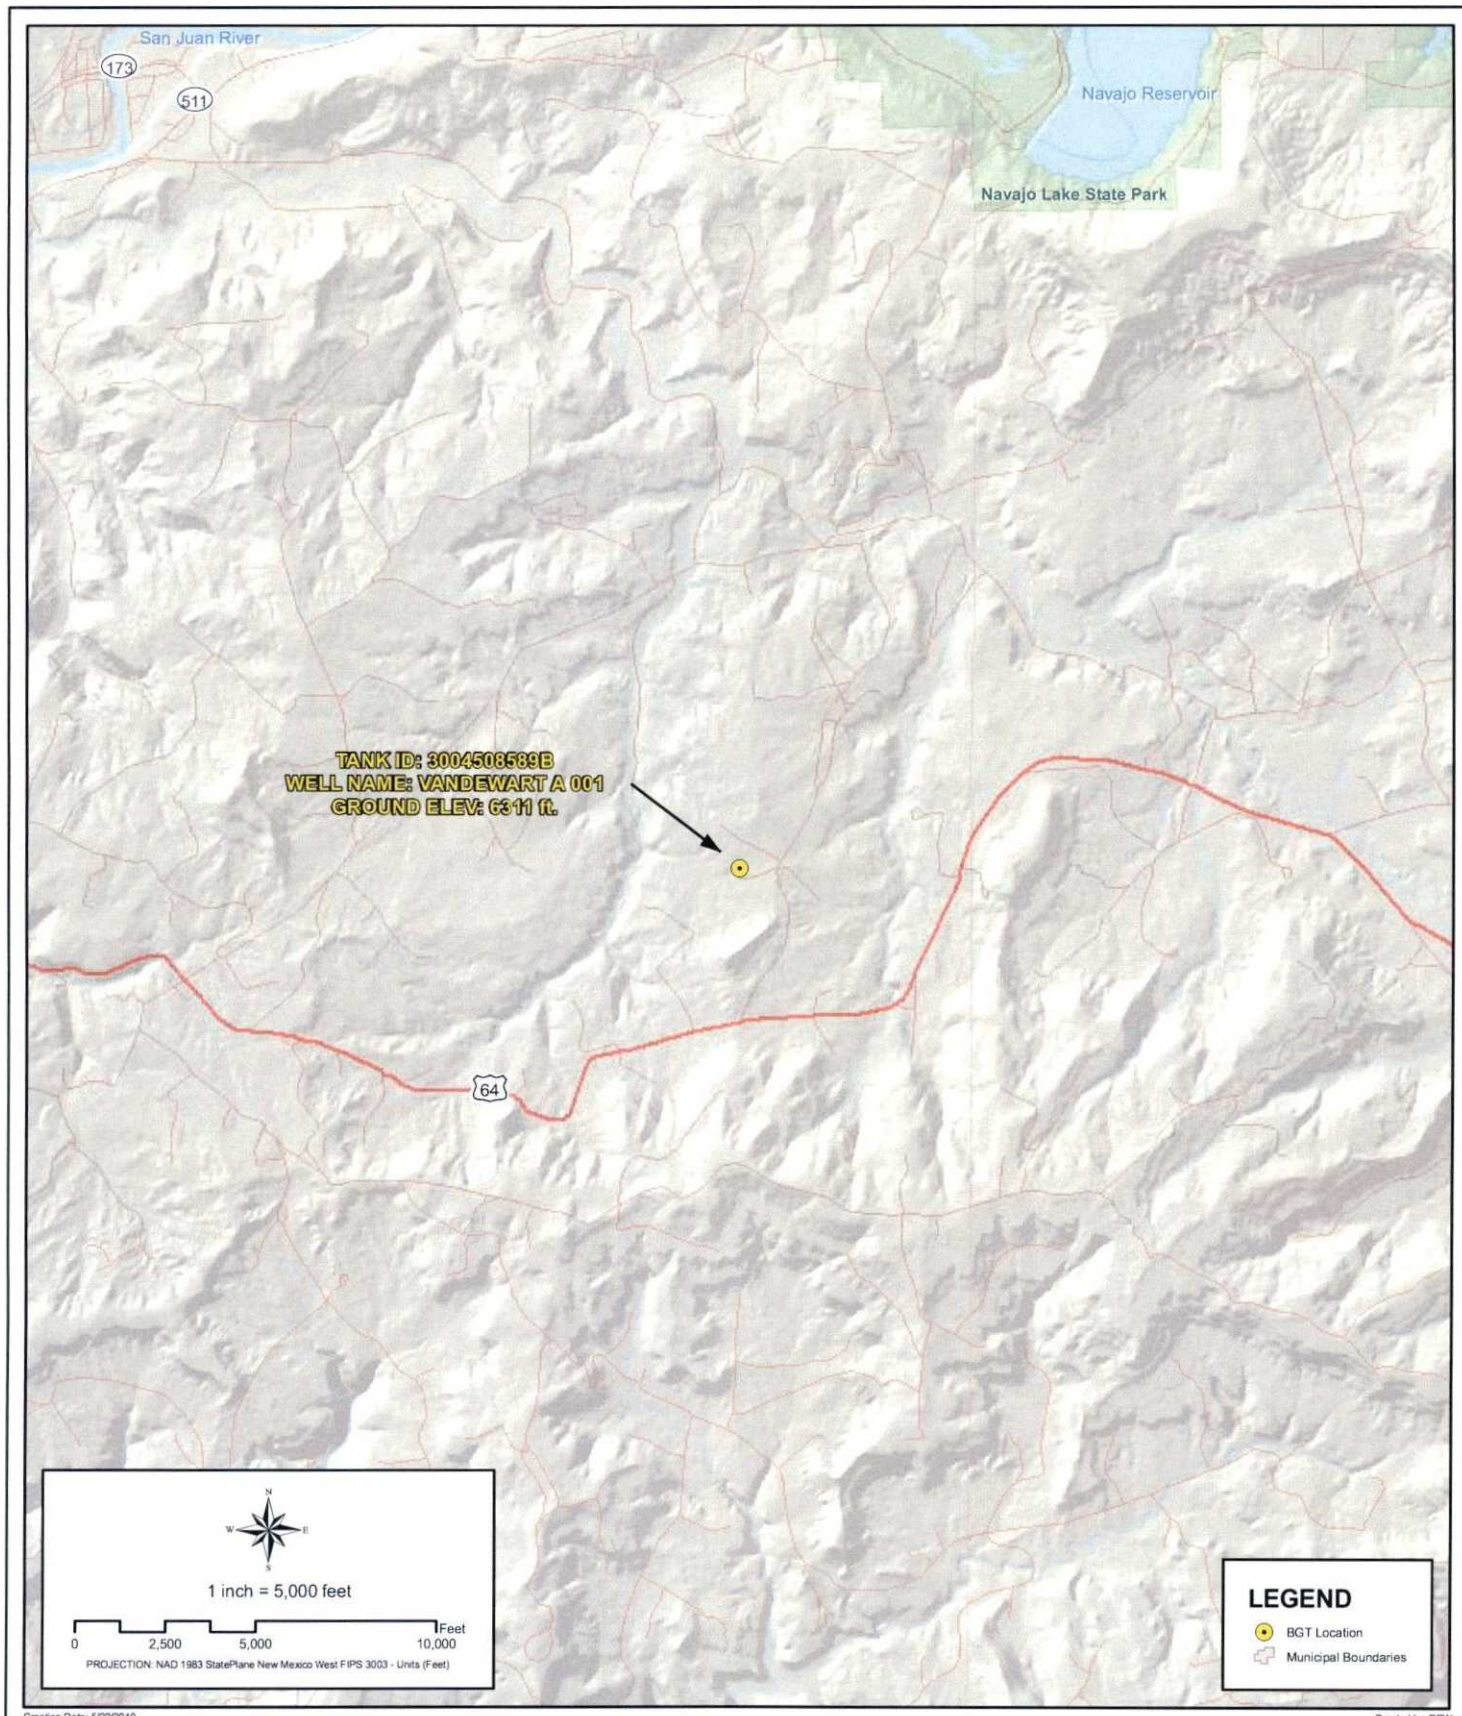 San Juan River
173
511
Navajo Reservoir
Navajo Lake State Park
TANK ID: 3004508589B
WELL NAME: VANDEWART A 001
GROUND ELEV: 6311 ft.
64
N
W E
S
1 inch = 5,000 feet
Feet
0 2,500 5,000 10,000
PROJECTION: NAD 1983 StatePlane New Mexico West FIPS 3003 - Units (Feet)
LEGEND
BGT Location
Municipal Boundaries